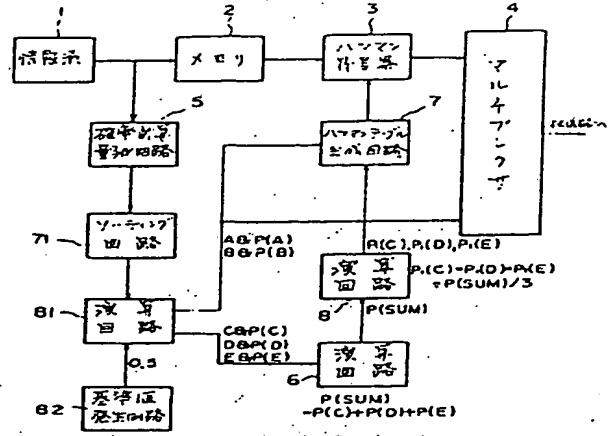 1
2
3
4
情報源
メモリ
ハフマン
符号器
マルチプレクサ
5
7
確率計算
量子化回路
ハフマンテーブル
生成回路
71
ソーティング
回路
A&P(A)
B&P(B)
P(C),P(D),P(E)
演算
回路
8
P(SUM)/3
P(SUM)
81
演算
回路
C&P(C)
D&P(D)
E&P(E)
0.5
演算
回路
6
82
基準値
発生回路
P(SUM)
=P(C)+P(D)+P(E)